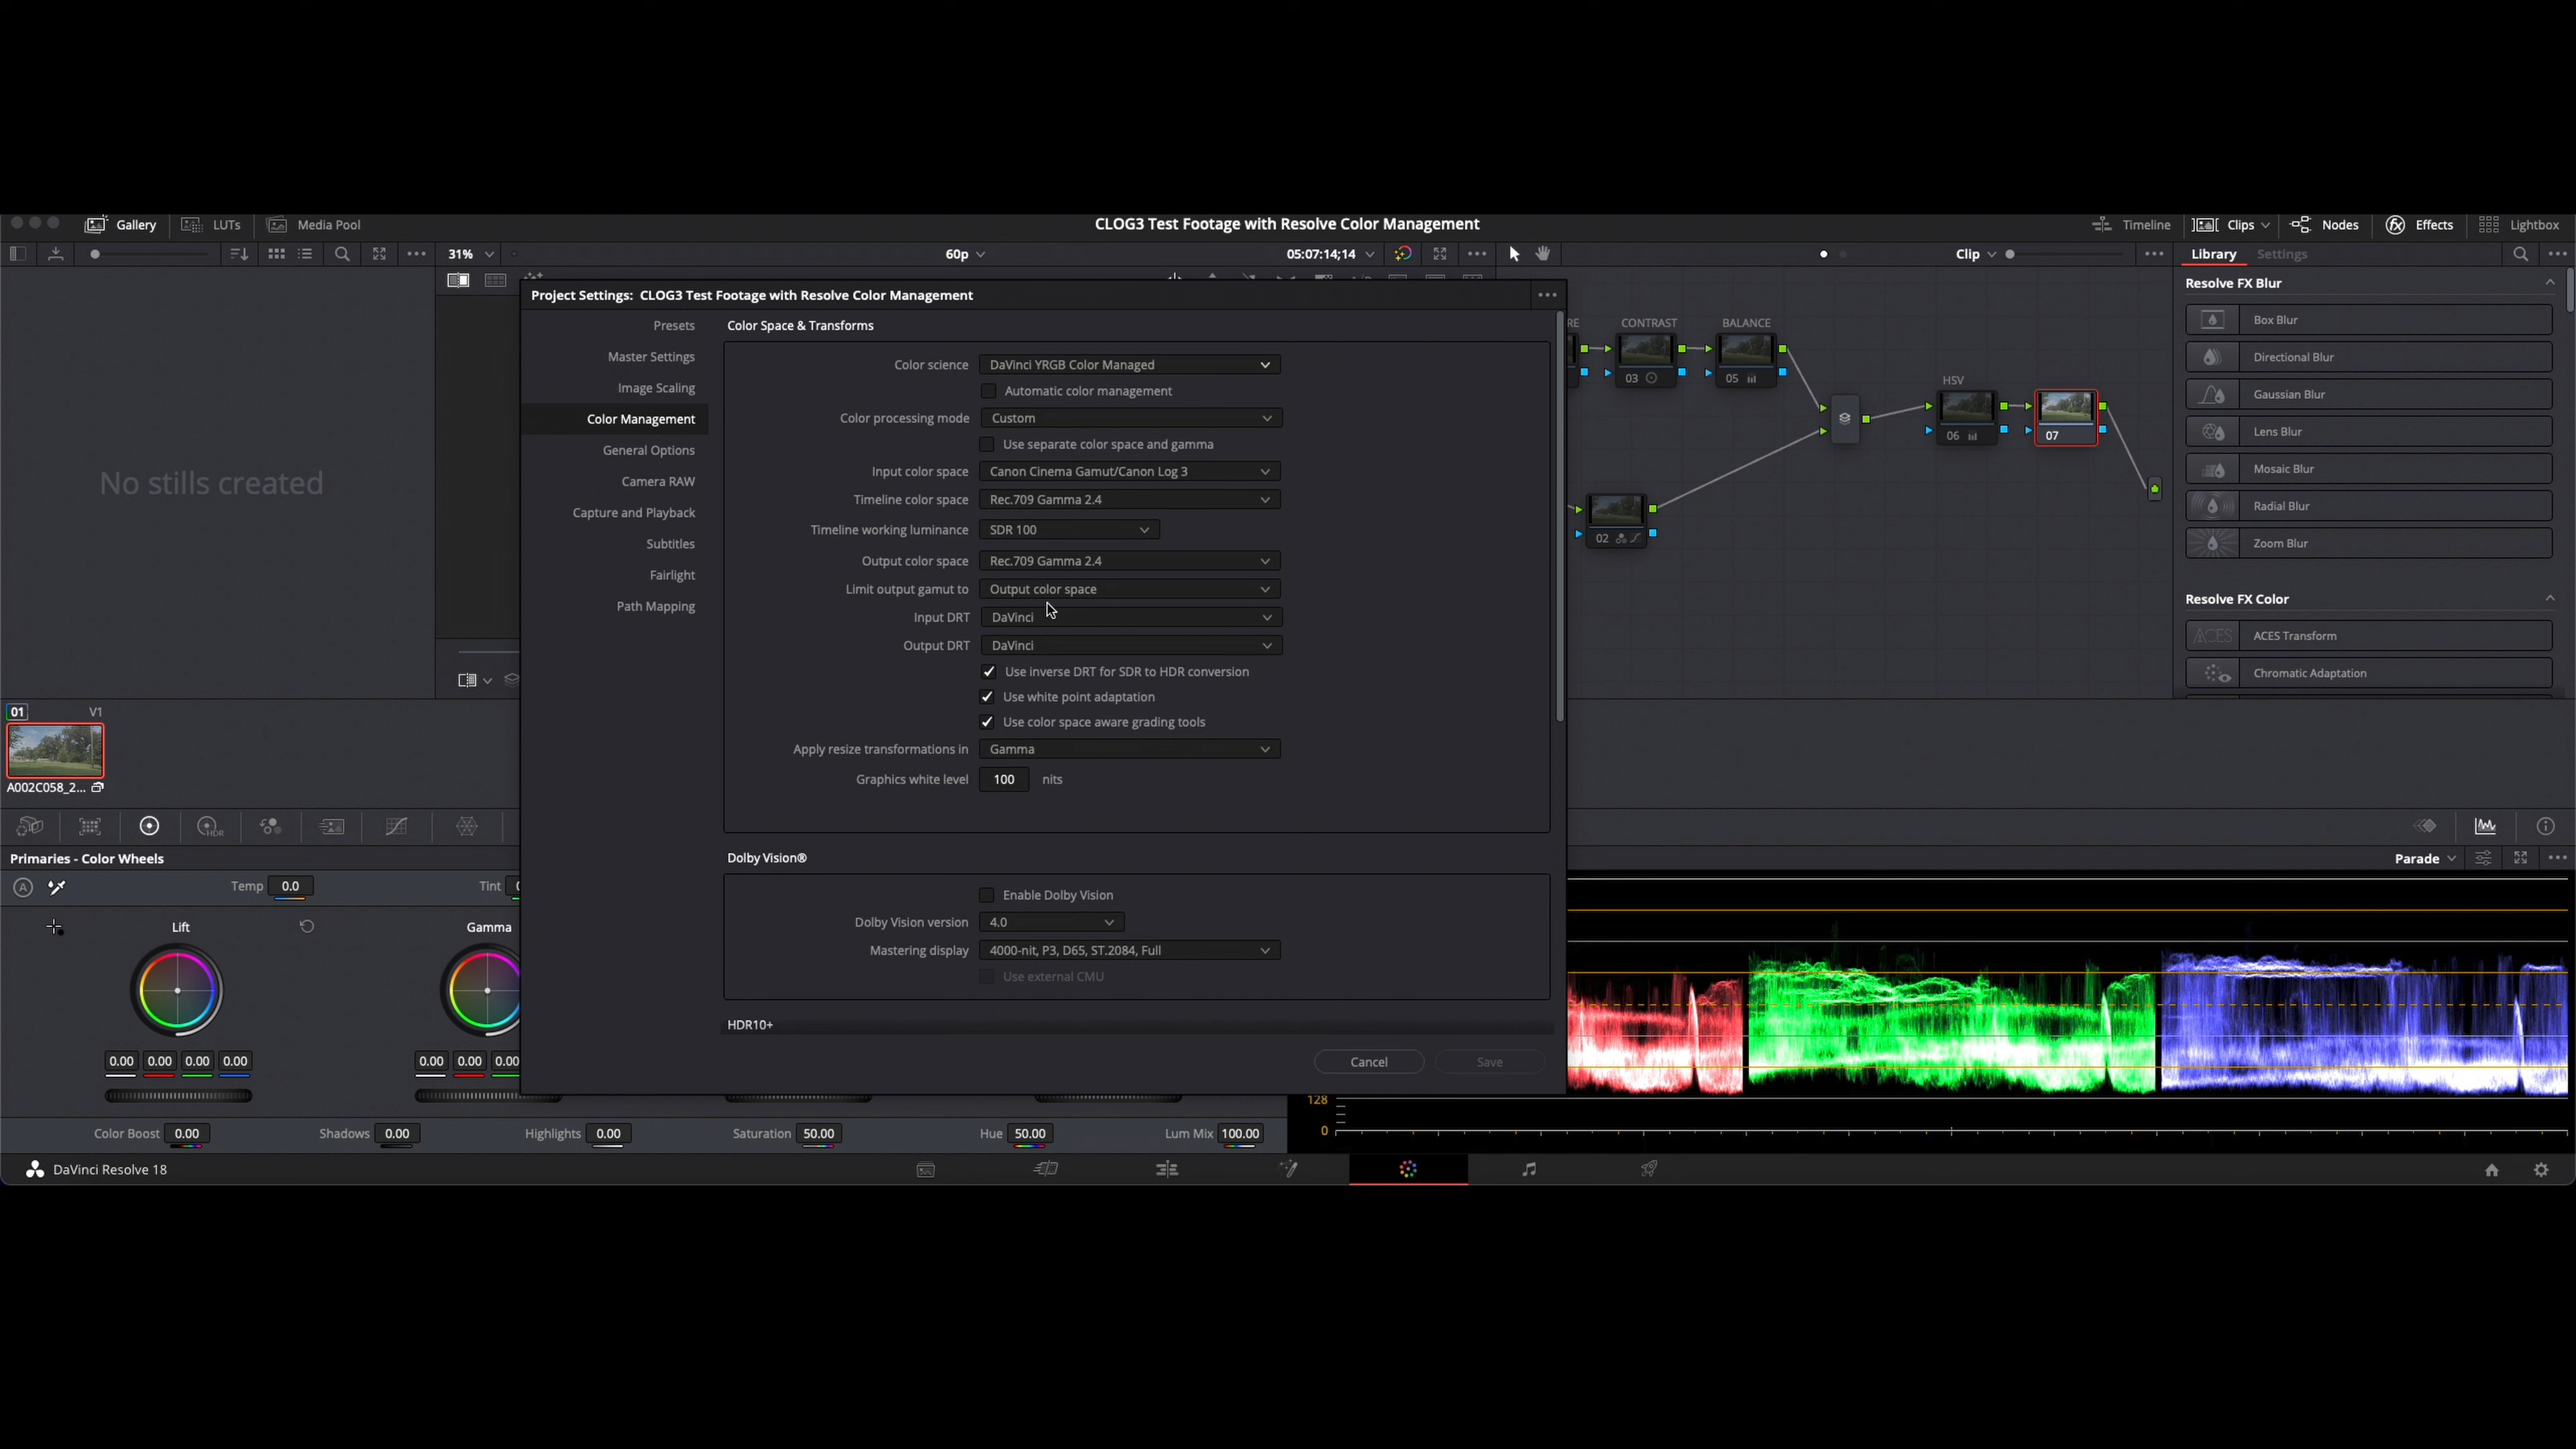 Gallery LUTs Media Pool CLOG3 Test Footage with Resolve Color Management Timeline Clips Nodes Effects Lightbox
31% 60p 05:07:14;14 Clip Library Settings
Project Settings: CLOG3 Test Footage with Resolve Color Management
Presets
Master Settings
Image Scaling
Color Management
General Options
Camera RAW
Capture and Playback
Subtitles
Fairlight
Path Mapping
Color Space & Transforms
Color science DaVinci YRGB Color Managed
Automatic color management
Color processing mode Custom
Use separate color space and gamma
Input color space Canon Cinema Gamut/Canon Log 3
Timeline color space Rec.709 Gamma 2.4
Timeline working luminance SDR 100
Output color space Rec.709 Gamma 2.4
Limit output gamut to Output color space
Input DRT DaVinci
Output DRT DaVinci
Use inverse DRT for SDR to HDR conversion
Use white point adaptation
Use color space aware grading tools
Apply resize transformations in Gamma
Graphics white level 100 nits
Dolby Vision®
Enable Dolby Vision
Dolby Vision version 4.0
Mastering display 4000-nit, P3, D65, ST.2084, Full
Use external CMU
HDR10+
Cancel Save
No stills created
RE CONTRAST BALANCE
03 05
HSV
06 07
02
Resolve FX Blur
Box Blur
Directional Blur
Gaussian Blur
Lens Blur
Mosaic Blur
Radial Blur
Zoom Blur
Resolve FX Color
ACES ACES Transform
Chromatic Adaptation
01 V1
A002C058_2...
HDR
Primaries - Color Wheels
Parade
A Temp 0.0 Tint 0
Lift Gamma
0.00 0.00 0.00 0.00 0.00 0.00 0.00
128
0
Color Boost 0.00 Shadows 0.00 Highlights 0.00 Saturation 50.00 Hue 50.00 Lum Mix 100.00
DaVinci Resolve 18